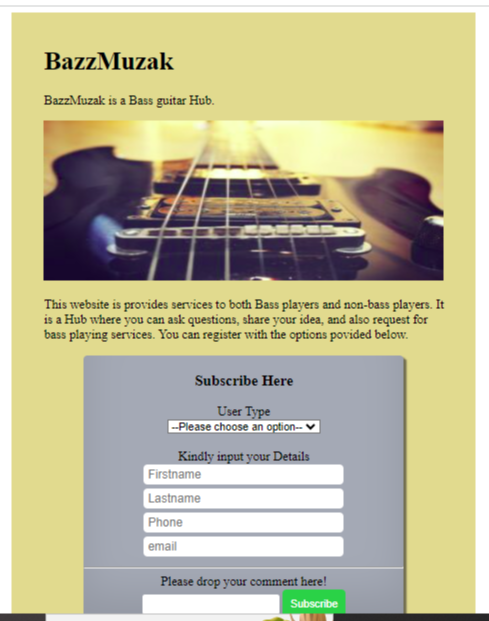 BazzMuzak
BazzMuzak is a Bass guitar Hub.
This website is provides services to both Bass players and non-bass players. It
is a Hub where you can ask questions, share your idea, and also request for
bass playing services. You can register with the options povided below.
Subscribe Here
User Type
--Please choose an option--
Kindly input your Details
Firstname
Lastname
Phone
email
Please drop your comment here!
Subscribe